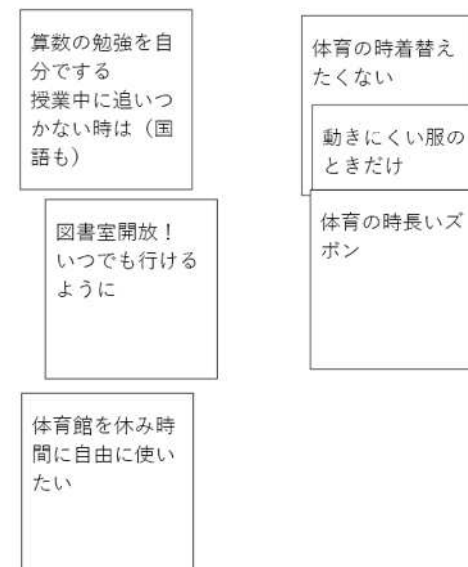 算数の勉強を自
分でする
授業中に追いつ
かない時は（国
語も）
図書室開放！
いつでも行ける
ように
体育館を休み時
間に自由に使い
たい
体育の時着替え
たくない
動きにくい服の
ときだけ
体育の時長いズ
ボン